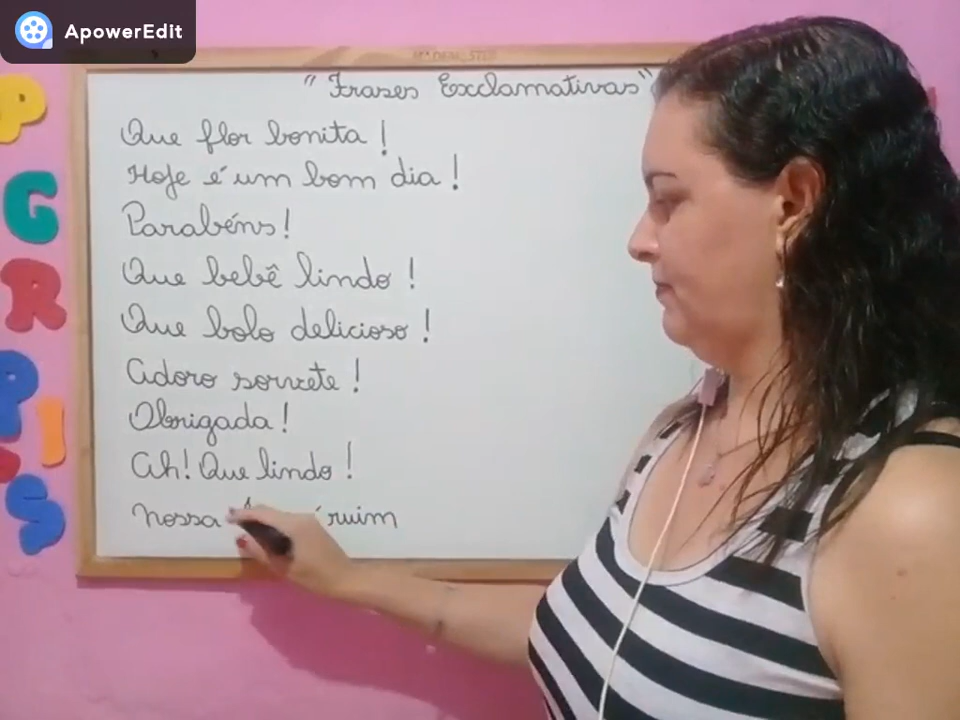 ApowerEdit
"Frases Exclamativas"
Que flor bonita!
Hoje é um bom dia!
Parabéns!
Que bebê lindo!
Que bolo delicioso!
Adoro sorvete!
Obrigada!
Ah! Que lindo!
Nossa ruim
P
G
R
P
I
S